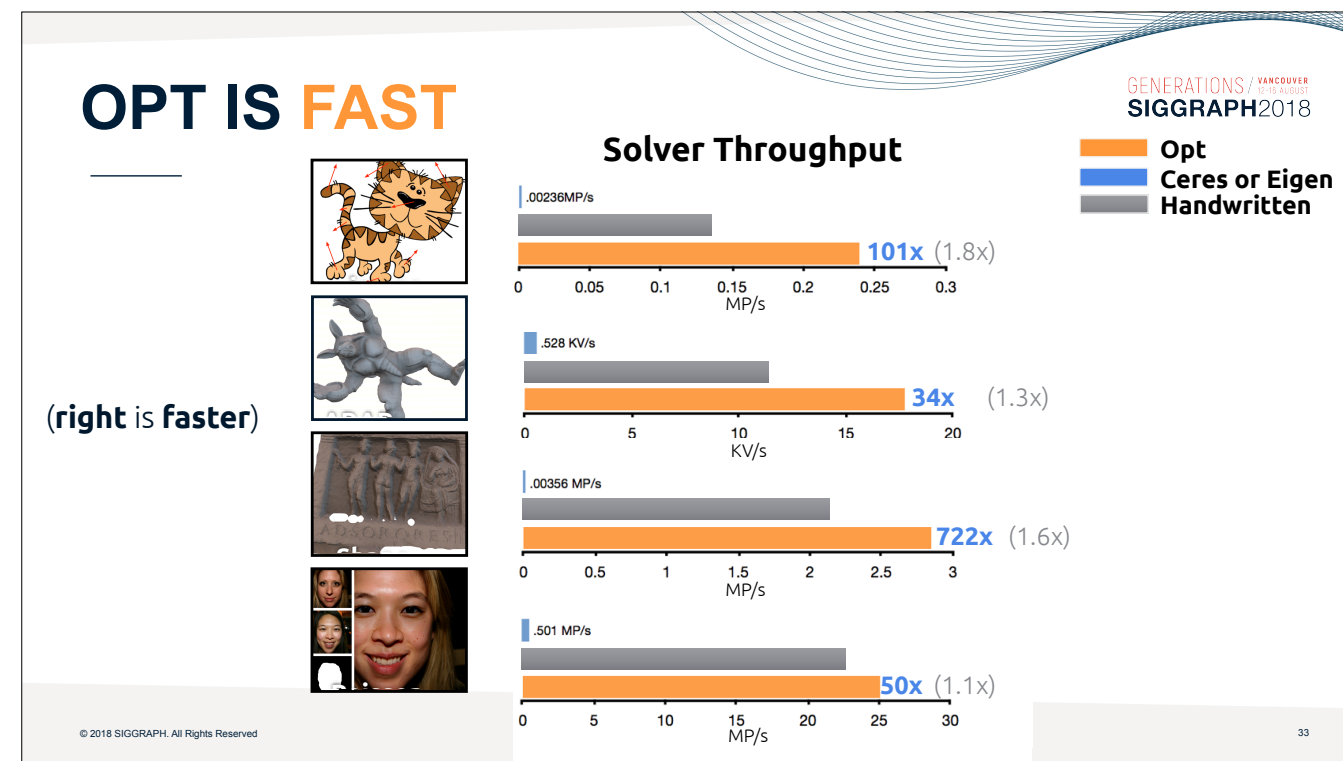 OPT IS FAST
GENERATIONS / VANCOUVER
12-16 AUGUST
SIGGRAPH2018
Solver Throughput
Opt
Ceres or Eigen
Handwritten
.00236MP/s
101x (1.8x)
0 0.05 0.1 0.15 0.2 0.25 0.3
MP/s
.528 KV/s
34x (1.3x)
0 5 10 15 20
KV/s
(right is faster)
.00356 MP/s
722x (1.6x)
0 0.5 1 1.5 2 2.5 3
MP/s
.501 MP/s
50x (1.1x)
0 5 10 15 20 25 30
MP/s
© 2018 SIGGRAPH. All Rights Reserved
33